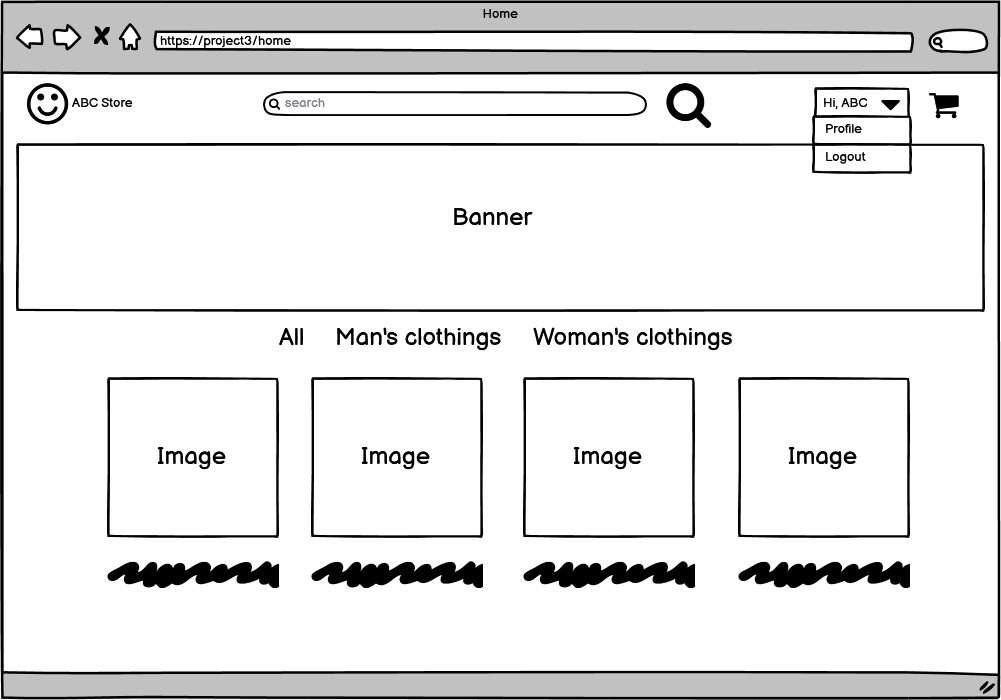 Home
https://project3/home
ABC Store
search
Hi, ABC
Profile
Logout
Banner
All Man's clothings Woman's clothings
Image Image Image Image